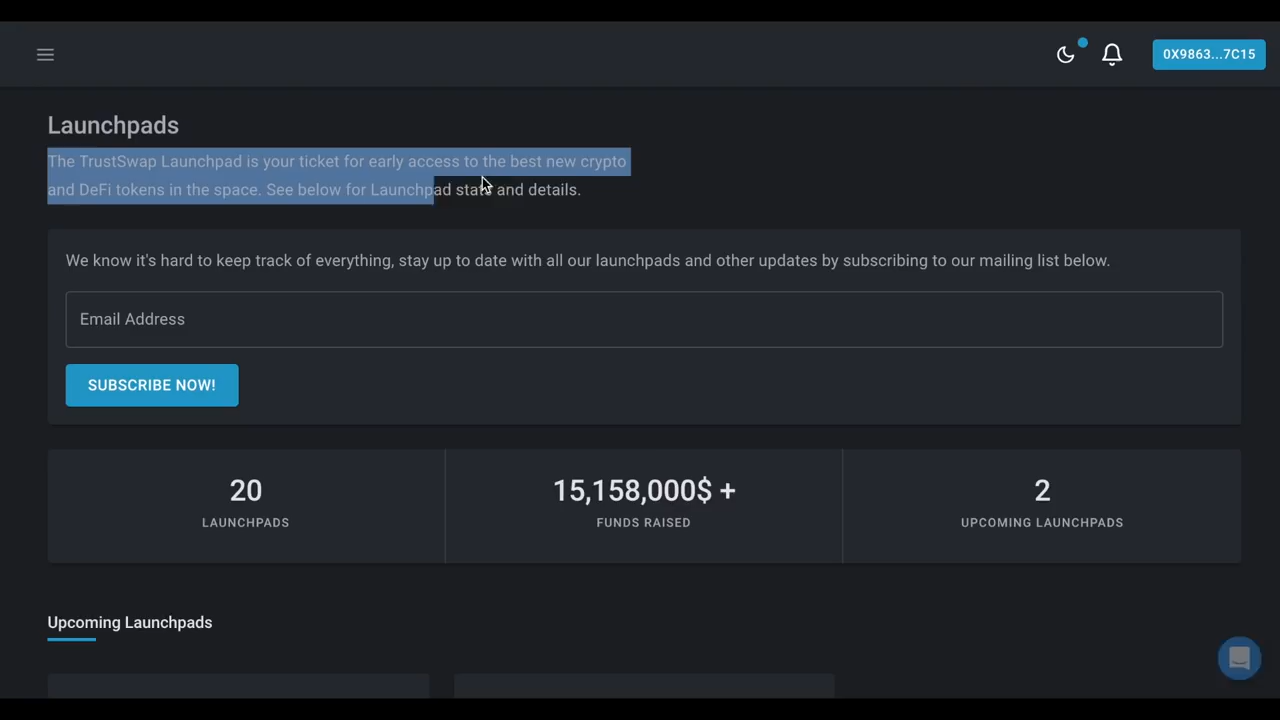 0X9863...7C15
Launchpads
The TrustSwap Launchpad is your ticket for early access to the best new crypto
and DeFi tokens in the space. See below for Launchpad stats and details.
We know it's hard to keep track of everything, stay up to date with all our launchpads and other updates by subscribing to our mailing list below.
Email Address
SUBSCRIBE NOW!
20
LAUNCHPADS
15,158,000$ +
FUNDS RAISED
2
UPCOMING LAUNCHPADS
Upcoming Launchpads